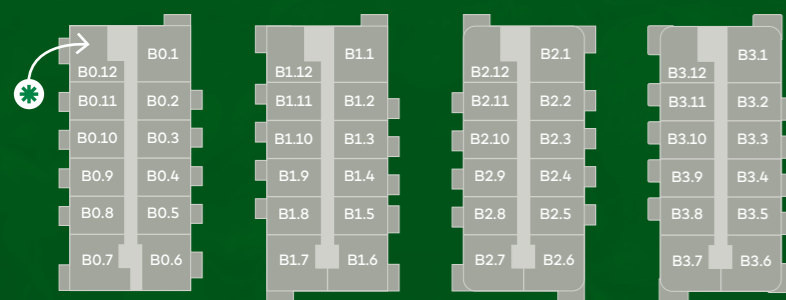 B0.1
B0.12
B0.11 B0.2
B0.10 B0.3
B0.9 B0.4
B0.8 B0.5
B0.7 B0.6
B1.1
B1.12
B1.11 B1.2
B1.10 B1.3
B1.9 B1.4
B1.8 B1.5
B1.7 B1.6
B2.1
B2.12
B2.11 B2.2
B2.10 B2.3
B2.9 B2.4
B2.8 B2.5
B2.7 B2.6
B3.1
B3.12
B3.11 B3.2
B3.10 B3.3
B3.9 B3.4
B3.8 B3.5
B3.7 B3.6